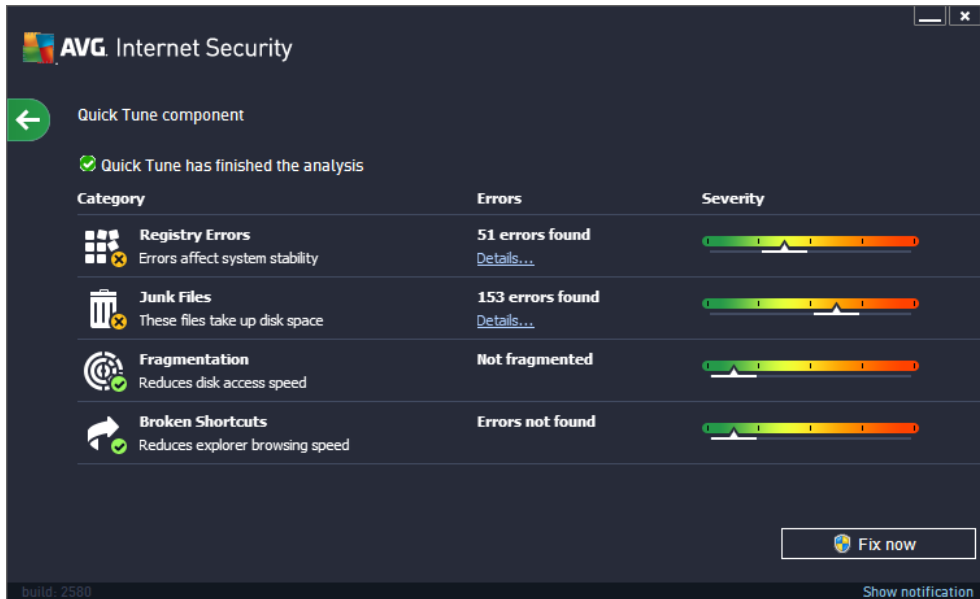 AVG. Internet Security
Quick Tune component
Quick Tune has finished the analysis
Category Errors Severity
Registry Errors 51 errors found
Errors affect system stability Details...
Junk Files 153 errors found
These files take up disk space Details...
Fragmentation Not fragmented
Reduces disk access speed
Broken Shortcuts Errors not found
Reduces explorer browsing speed
Fix now
build: 2580 Show notification